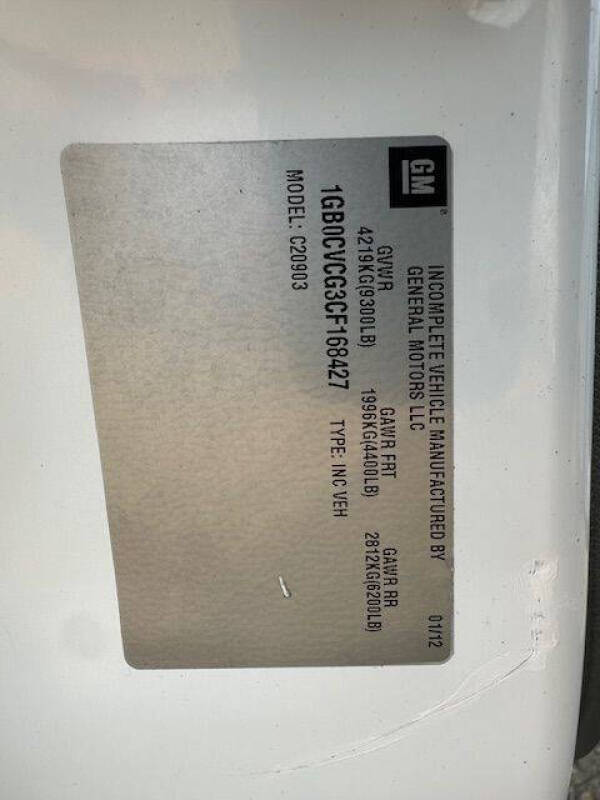 GM®
INCOMPLETE VEHICLE MANUFACTURED BY 01/12
GENERAL MOTORS LLC
GVWR GAWR FRT GAWR RR
4219KG(9300LB) 1996KG(4400LB) 2812KG(6200LB)
1GB0CVCG3CF168427 TYPE: INC VEH
MODEL: C20903